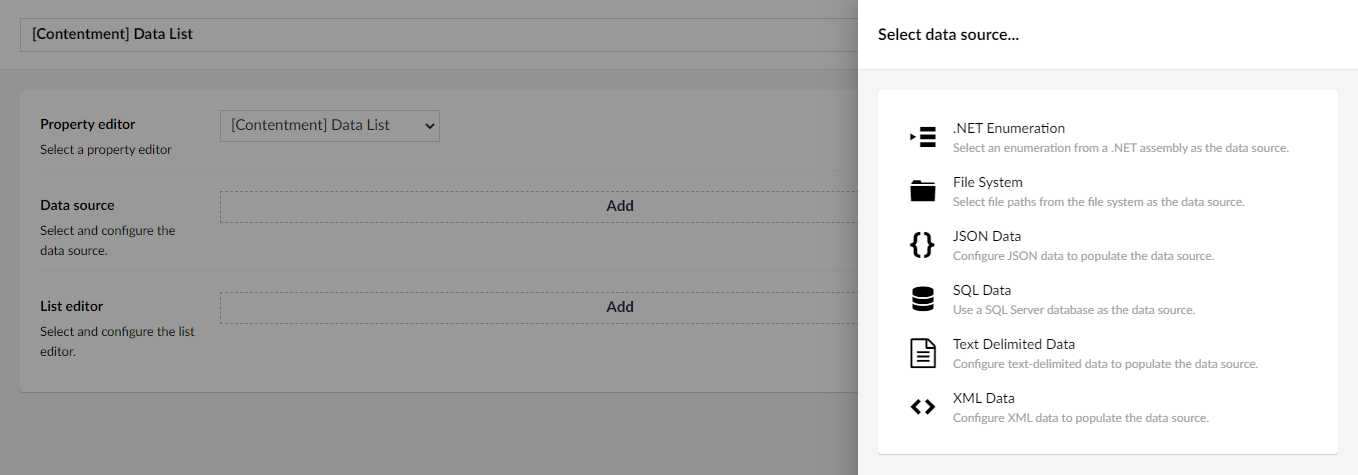 [Contentment] Data List
Property editor
Select a property editor
[Contentment] Data List
Data source
Select and configure the
data source.
Add
List editor
Select and configure the list
editor.
Add
Select data source...
.NET Enumeration
Select an enumeration from a .NET assembly as the data source.
File System
Select file paths from the file system as the data source.
JSON Data
Configure JSON data to populate the data source.
SQL Data
Use a SQL Server database as the data source.
Text Delimited Data
Configure text-delimited data to populate the data source.
XML Data
Configure XML data to populate the data source.